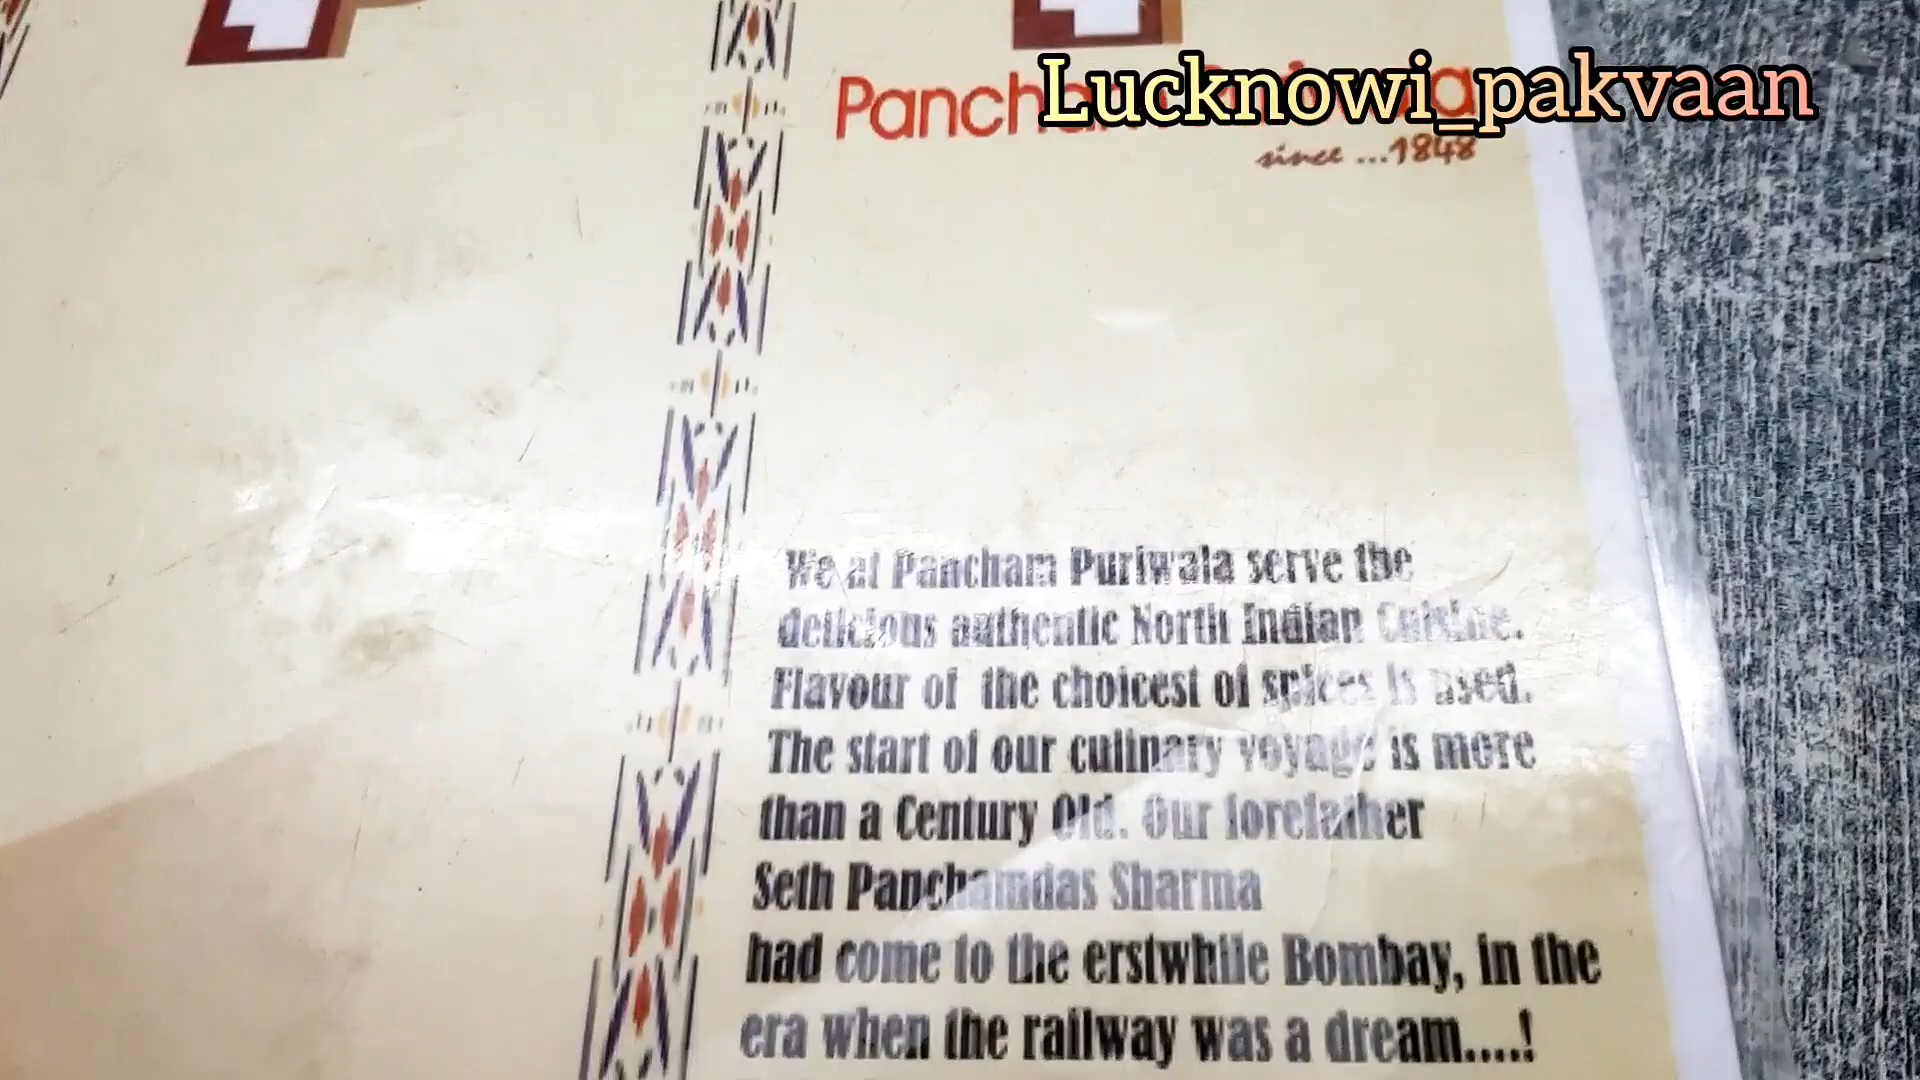 Lucknowi_pakvaan
Pancham
since ...1848
We at Pancham Puriwala serve the
delicious authentic North Indian Cuisine.
Flavour of the choicest of spices is used.
The start of our culinary voyage is more
than a Century Old. Our forefather
Seth Panchamdas Sharma
had come to the erstwhile Bombay, in the
era when the railway was a dream....!